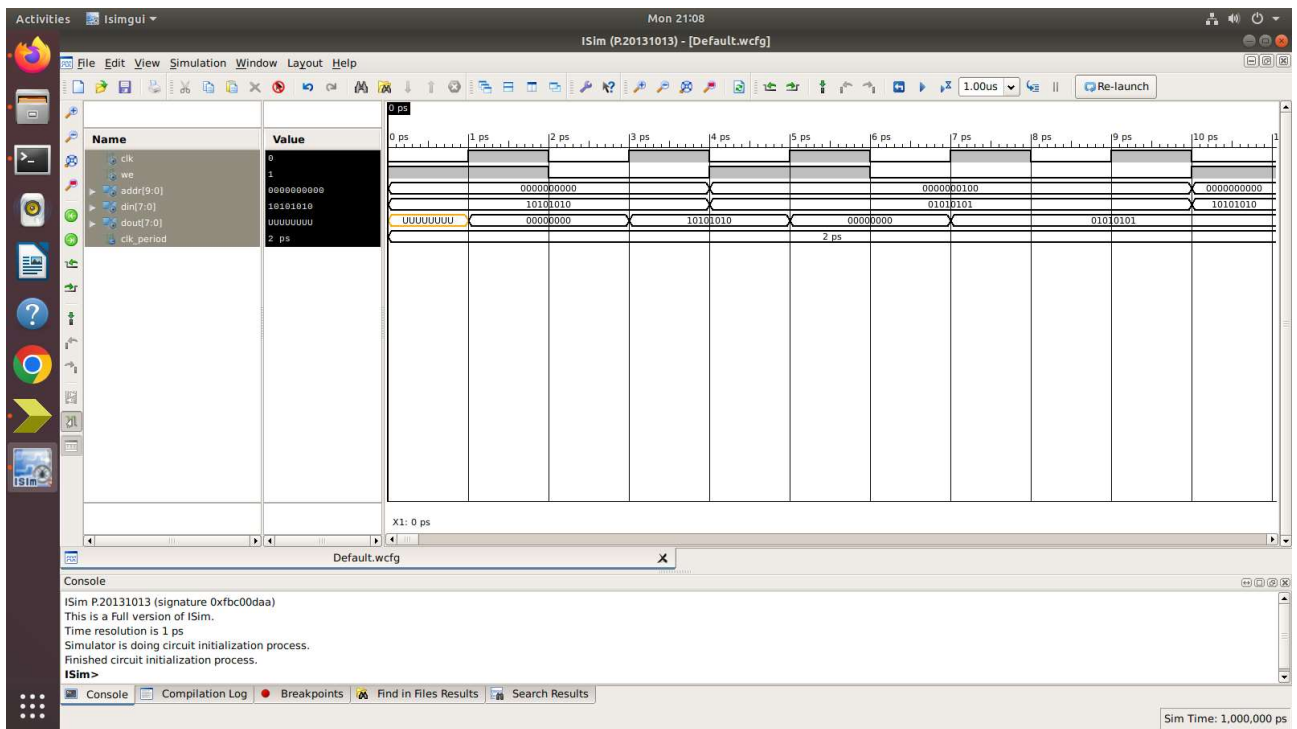 Activities Isimgui Mon 21:08
ISim (P.20131013) - [Default.wcfg]
File Edit View Simulation Window Layout Help
1.00us Re-launch
0 ps
Name Value 0 ps 1 ps 2 ps 3 ps 4 ps 5 ps 6 ps 7 ps 8 ps 9 ps 10 ps 1
clk 0
we 1
addr[9:0] 0000000000 0000000000 0000000100 0000000000
din[7:0] 10101010 10101010 01010101 10101010
dout[7:0] UUUUUUUU UUUUUUUU 00000000 10101010 00000000 01010101
clk_period 2 ps 2 ps
X1: 0 ps
Default.wcfg
Console
ISim P.20131013 (signature 0xfbc00daa)
This is a Full version of ISim.
Time resolution is 1 ps
Simulator is doing circuit initialization process.
Finished circuit initialization process.
ISim>
Console Compilation Log Breakpoints Find in Files Results Search Results
Sim Time: 1,000,000 ps